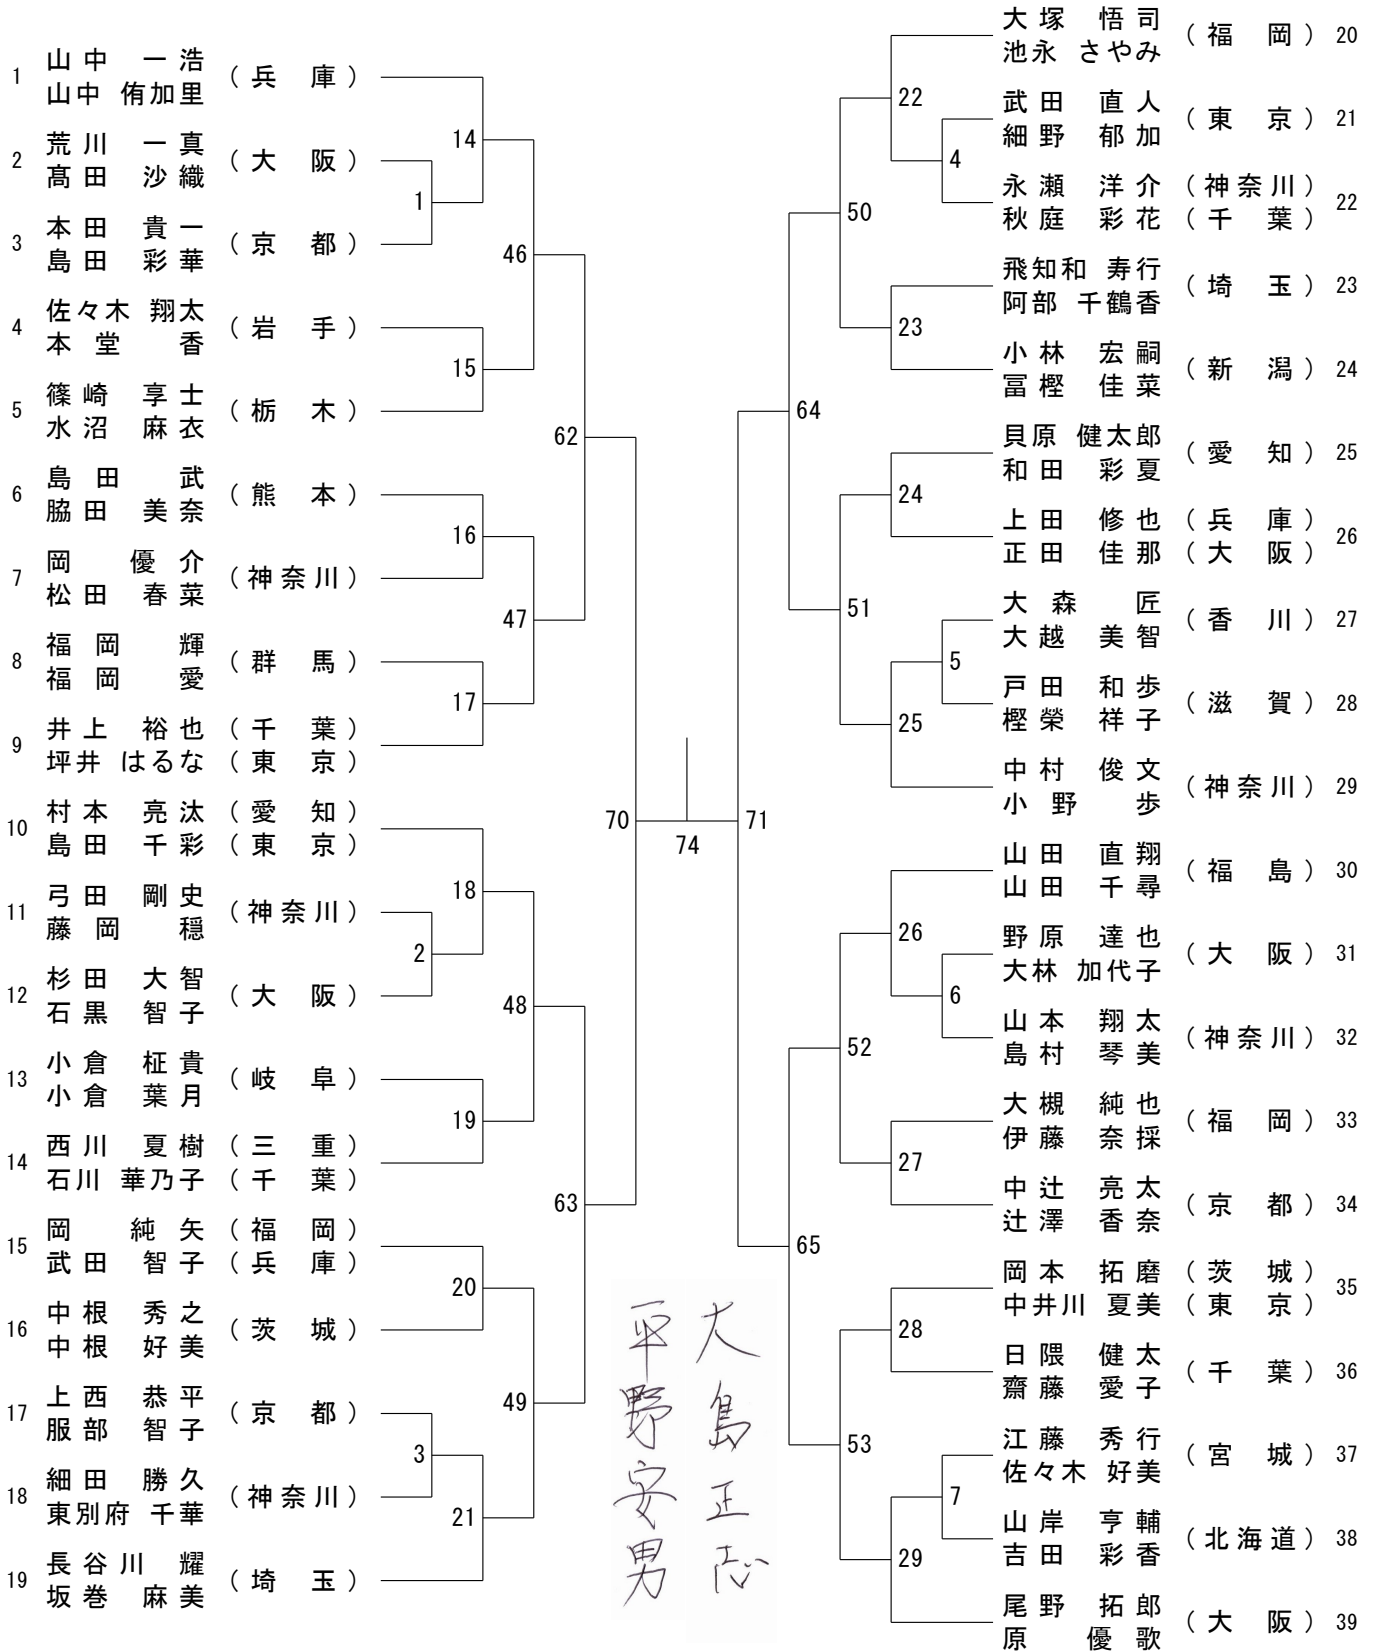 1 山中 一浩 (兵庫)
山中 侑加里
2 荒川 一真 (大阪)
髙田 沙織
3 本田 貴一 (京都)
島田 彩華
4 佐々木 翔太 (岩手)
本堂 香
5 篠崎 享士 (栃木)
水沼 麻衣
6 島田 武 (熊本)
脇田 美奈
7 岡 優介 (神奈川)
松田 春菜
8 福岡 輝 (群馬)
福岡 愛
9 井上 裕也 (千葉)
坪井 はるな (東京)
10 村本 亮汰 (愛知)
島田 千彩 (東京)
11 弓田 剛史 (神奈川)
藤岡 穏
12 杉田 大智 (大阪)
石黒 智子
13 小倉 柾貴 (岐阜)
小倉 葉月
14 西川 夏樹 (三重)
石川 華乃子 (千葉)
15 岡 純矢 (福岡)
武田 智子 (兵庫)
16 中根 秀之 (茨城)
中根 好美
17 上西 恭平 (京都)
服部 智子
18 細田 勝久 (神奈川)
東別府 千華
19 長谷川 耀 (埼玉)
坂巻 麻美
14
1
46
15
62
16
47
17
70
18
2
48
19
63
20
49
3
21
74
71
大島正志
平野安男
22
4
50
23
64
24
51
5
25
26
6
52
27
65
28
53
7
29
大塚 悟司 (福岡) 20
池永 さやみ
武田 直人 (東京) 21
細野 郁加
永瀬 洋介 (神奈川) 22
秋庭 彩花 (千葉)
飛知和 寿行 (埼玉) 23
阿部 千鶴香
小林 宏嗣 (新潟) 24
冨樫 佳菜
貝原 健太郎 (愛知) 25
和田 彩夏
上田 修也 (兵庫) 26
正田 佳那 (大阪)
大森 匠 (香川) 27
大越 美智
戸田 和歩 (滋賀) 28
樫榮 祥子
中村 俊文 (神奈川) 29
小野 歩
山田 直翔 (福島) 30
山田 千尋
野原 達也 (大阪) 31
大林 加代子
山本 翔太 (神奈川) 32
島村 琴美
大槻 純也 (福岡) 33
伊藤 奈採
中辻 亮太 (京都) 34
辻澤 香奈
岡本 拓磨 (茨城) 35
中井川 夏美 (東京)
日隈 健太 (千葉) 36
齋藤 愛子
江藤 秀行 (宮城) 37
佐々木 好美
山岸 亨輔 (北海道) 38
吉田 彩香
尾野 拓郎 (大阪) 39
原 優歌